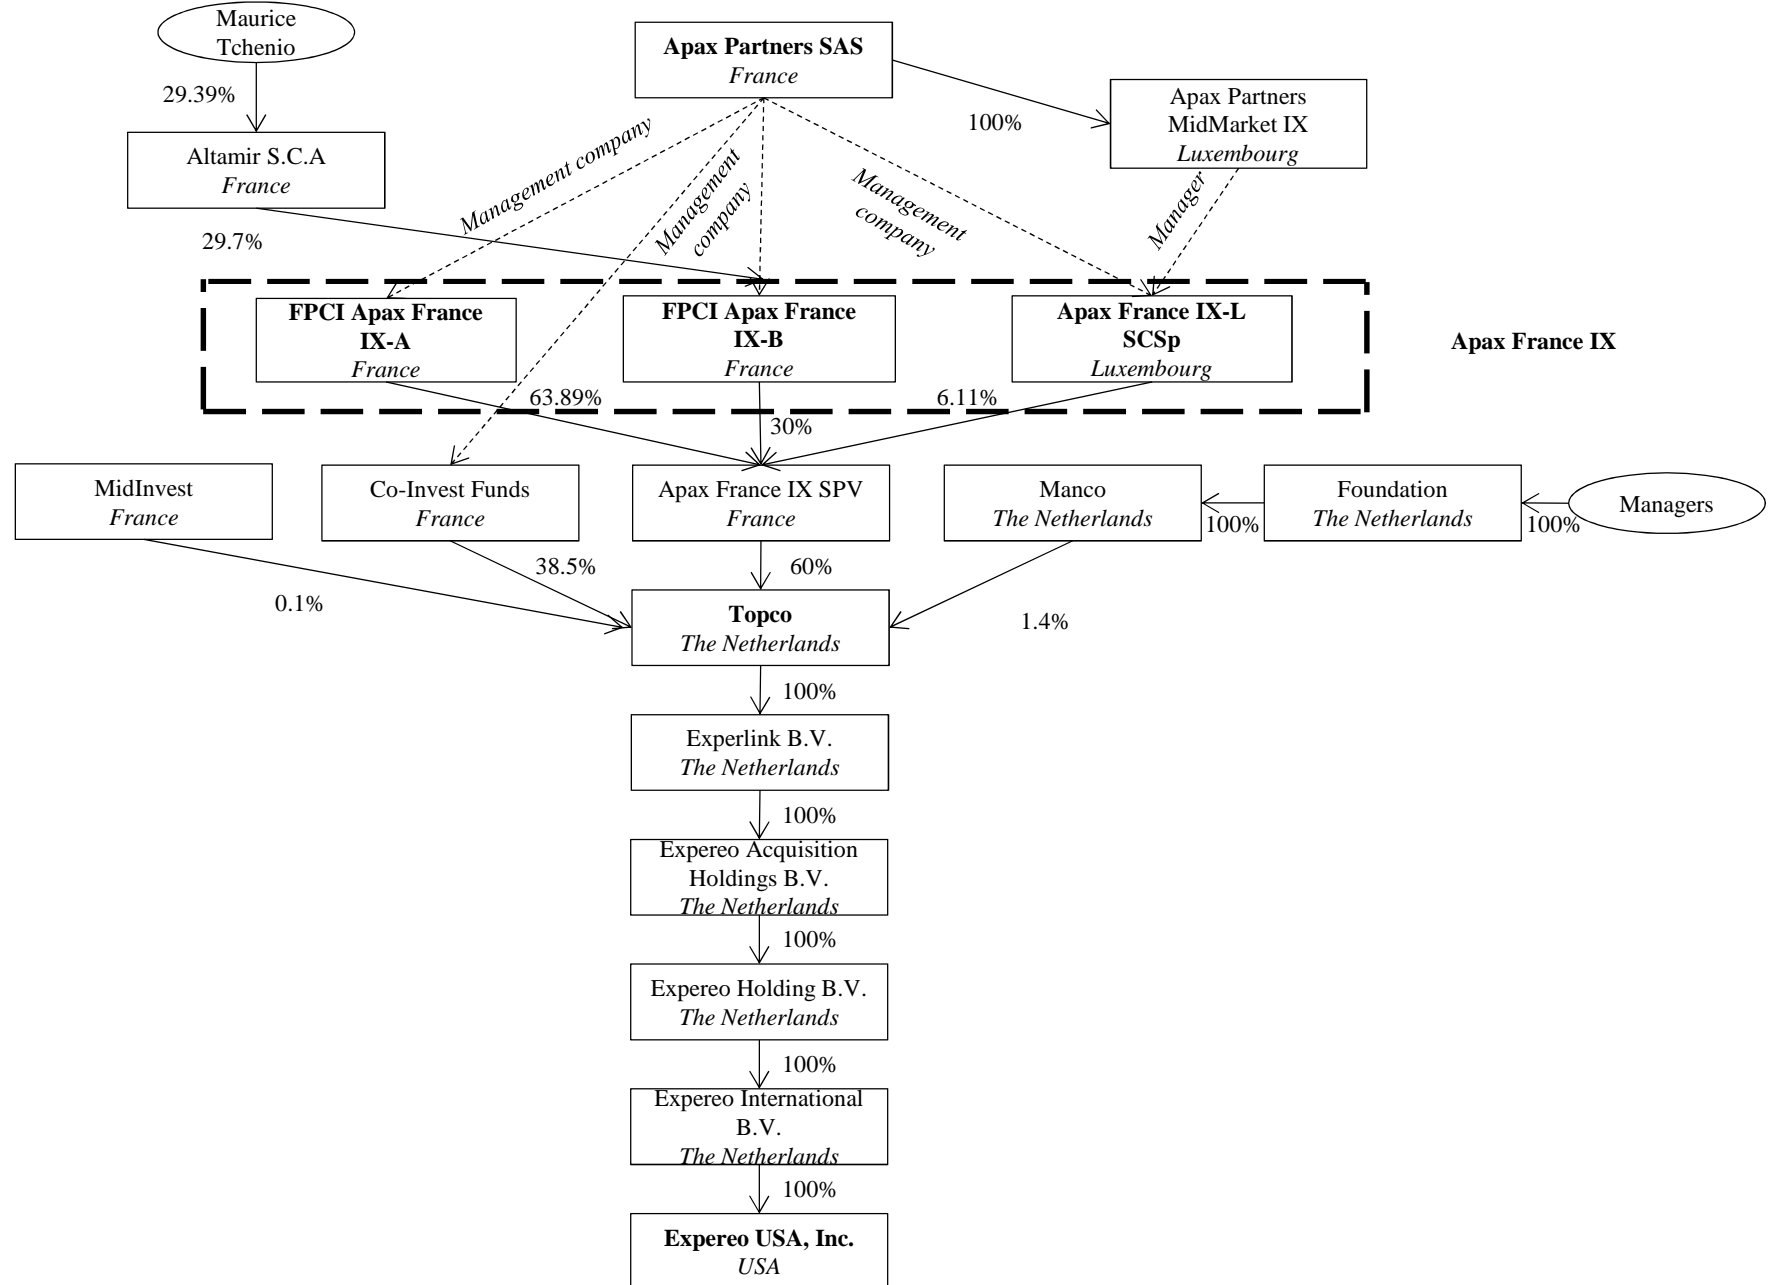 Maurice
Tchenio
Apax Partners SAS
France
29.39%
100%
Apax Partners
MidMarket IX
Luxembourg
Altamir S.C.A
France
Management company
Management
company
Management
company
Manager
29.7%
FPCI Apax France
IX-A
France
FPCI Apax France
IX-B
France
Apax France IX-L
SCSp
Luxembourg
Apax France IX
63.89%
30%
6.11%
MidInvest
France
Co-Invest Funds
France
Apax France IX SPV
France
Manco
The Netherlands
100%
Foundation
The Netherlands
100%
Managers
0.1%
38.5%
60%
1.4%
Topco
The Netherlands
100%
Experlink B.V.
The Netherlands
100%
Expereo Acquisition
Holdings B.V.
The Netherlands
100%
Expereo Holding B.V.
The Netherlands
100%
Expereo International
B.V.
The Netherlands
100%
Expereo USA, Inc.
USA